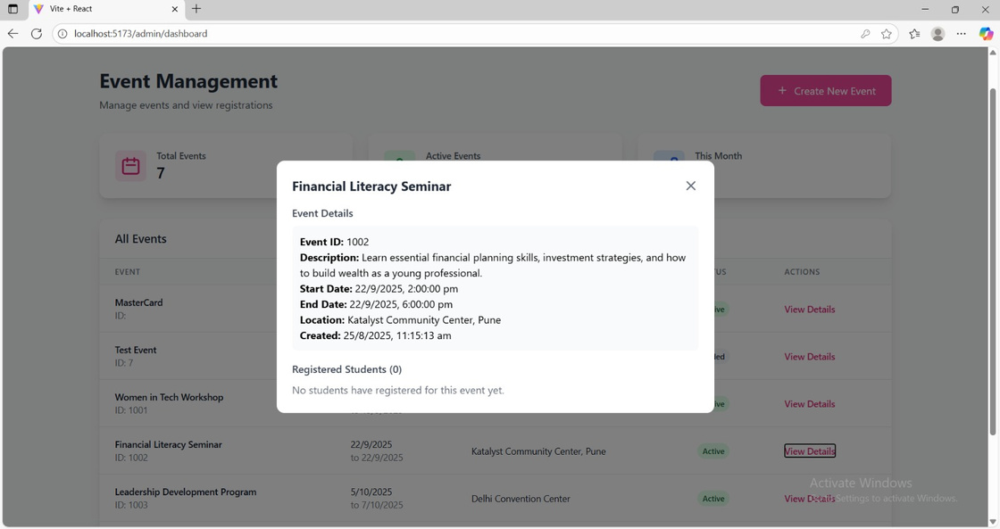 Vite + React
localhost:5173/admin/dashboard
Event Management
Manage events and view registrations
Create New Event
Total Events
7
Active Events
This Month
Financial Literacy Seminar
Event Details
Event ID: 1002
Description: Learn essential financial planning skills, investment strategies, and how
to build wealth as a young professional.
Start Date: 22/9/2025, 2:00:00 pm
End Date: 22/9/2025, 6:00:00 pm
Location: Katalyst Community Center, Pune
Created: 25/8/2025, 11:15:13 am
Registered Students (0)
No students have registered for this event yet.
All Events
EVENT
ACTIONS
MasterCard
ID:
View Details
Test Event
ID: 7
View Details
Women in Tech Workshop
ID: 1001
View Details
Financial Literacy Seminar
ID: 1002
22/9/2025
to 22/9/2025
Katalyst Community Center, Pune
Active
View Details
Leadership Development Program
ID: 1003
5/10/2025
to 7/10/2025
Delhi Convention Center
Active
View Details
Activate Windows
Settings to activate Windows.